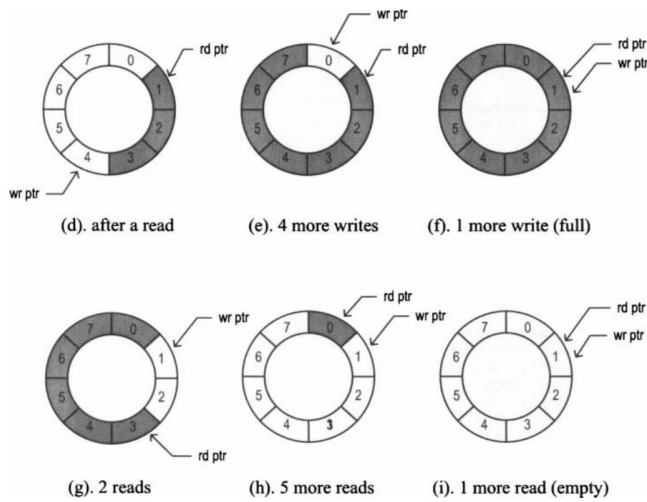 wr ptr
rd ptr
rd ptr
rd ptr
wr ptr
7 0
7 0
7 0
6 1
6 1
6 1
5 2
5 2
5 2
4 3
4 3
4 3
wr ptr
(d). after a read
(e). 4 more writes
(f). 1 more write (full)
rd ptr
wr ptr
wr ptr
rd ptr
wr ptr
7 0
7 0
7 0
6 1
6 1
6 1
5 2
5 2
5 2
4 3
4 3
4 3
rd ptr
(g). 2 reads
(h). 5 more reads
(i). 1 more read (empty)